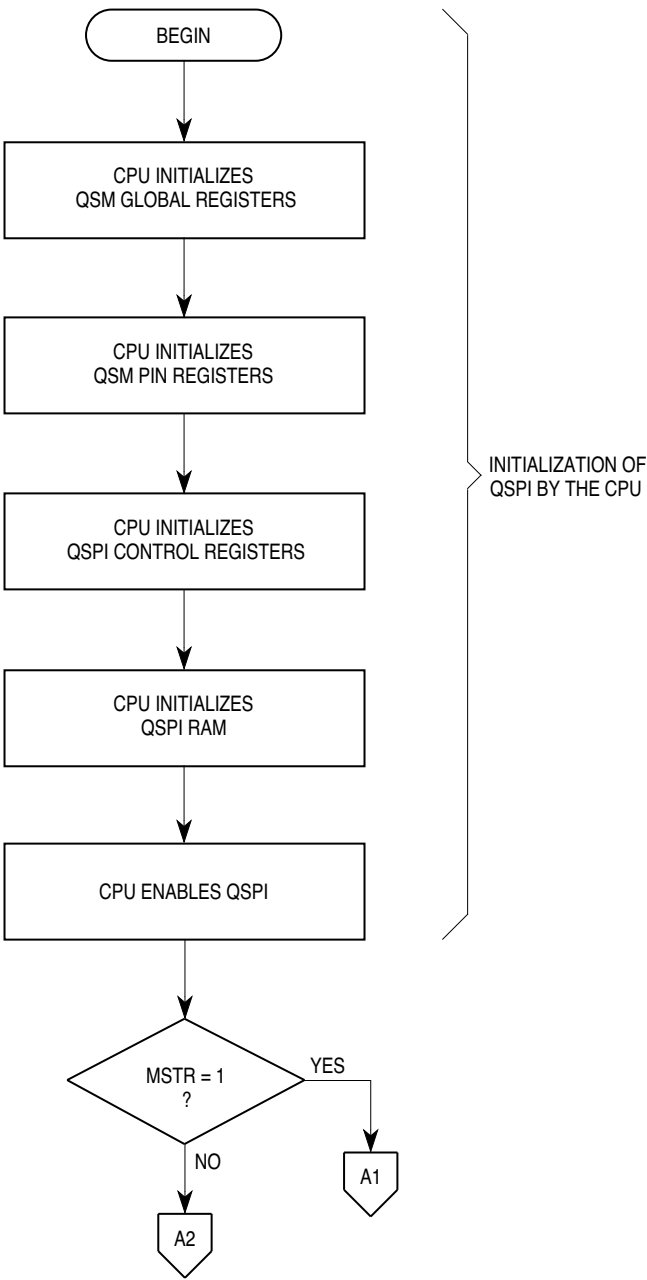 BEGIN
CPU INITIALIZES
QSM GLOBAL REGISTERS
CPU INITIALIZES
QSM PIN REGISTERS
CPU INITIALIZES
QSPI CONTROL REGISTERS
INITIALIZATION OF
QSPI BY THE CPU
CPU INITIALIZES
QSPI RAM
CPU ENABLES QSPI
MSTR = 1
?
YES
NO
A1
A2